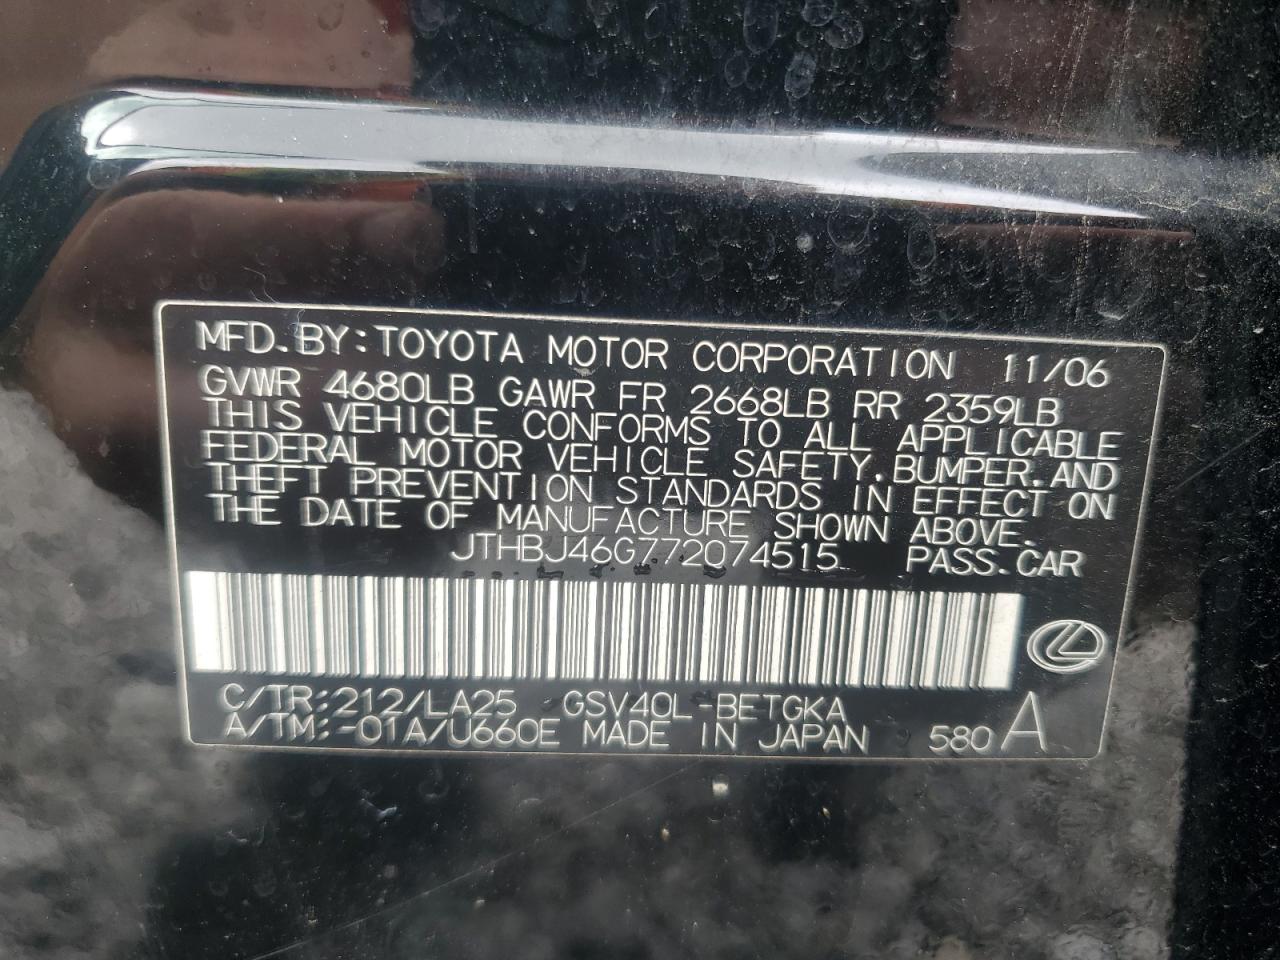 MFD.BY:TOYOTA MOTOR CORPORATION 11/06
GVWR 4680LB GAWR FR 2668LB RR 2359LB
THIS VEHICLE CONFORMS TO ALL APPLICABLE
FEDERAL MOTOR VEHICLE SAFETY,BUMPER,AND
THEFT PREVENTION STANDARDS IN EFFECT ON
THE DATE OF MANUFACTURE SHOWN ABOVE.
JTHBJ46G772074515 PASS.CAR
C/TR:212/LA25 GSV40L-BETGKA
A/TM:-01A/U660E MADE IN JAPAN 580 A